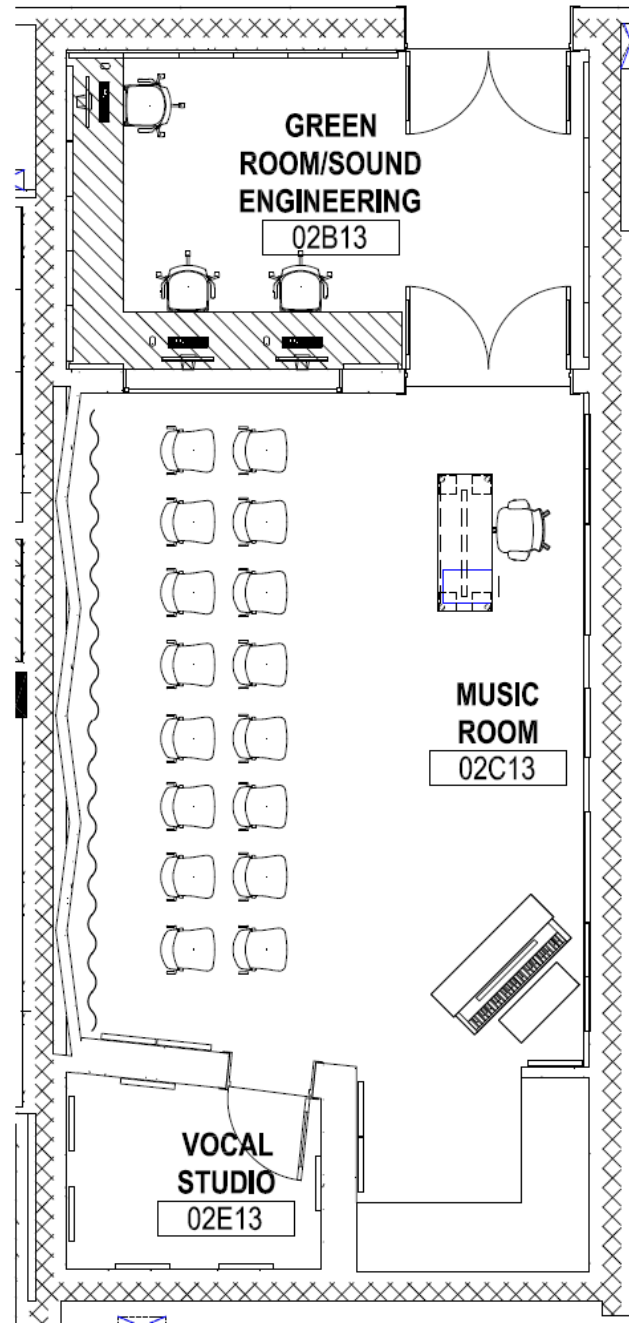 GREEN
ROOM/SOUND
ENGINEERING
02B13
MUSIC
ROOM
02C13
VOCAL
STUDIO
02E13